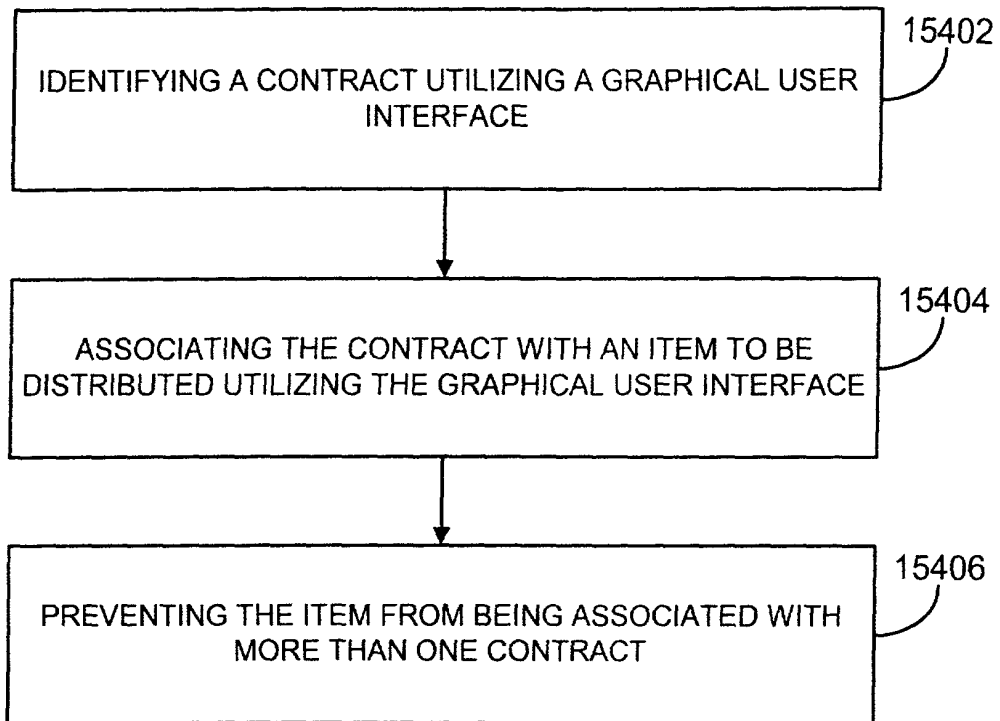 15402
IDENTIFYING A CONTRACT UTILIZING A GRAPHICAL USER
INTERFACE
15404
ASSOCIATING THE CONTRACT WITH AN ITEM TO BE
DISTRIBUTED UTILIZING THE GRAPHICAL USER INTERFACE
15406
PREVENTING THE ITEM FROM BEING ASSOCIATED WITH
MORE THAN ONE CONTRACT